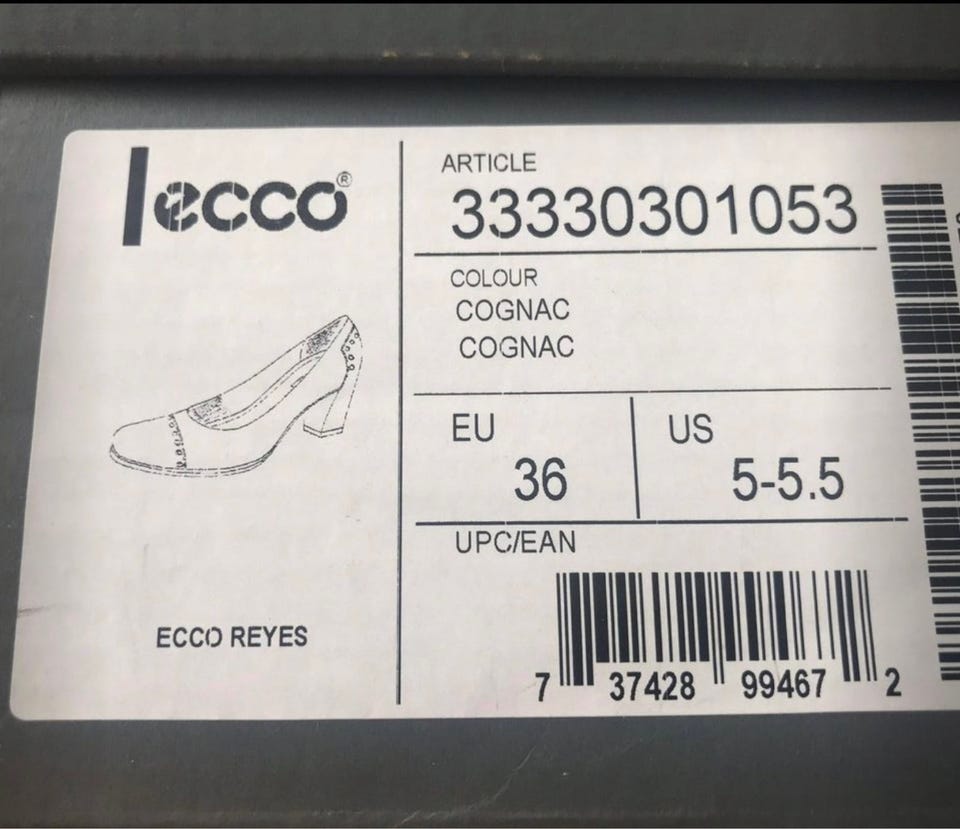 ecco®
ARTICLE
33330301053
COLOUR
COGNAC
COGNAC
EU
36
US
5-5.5
UPC/EAN
7 37428 99467 2
ECCO REYES